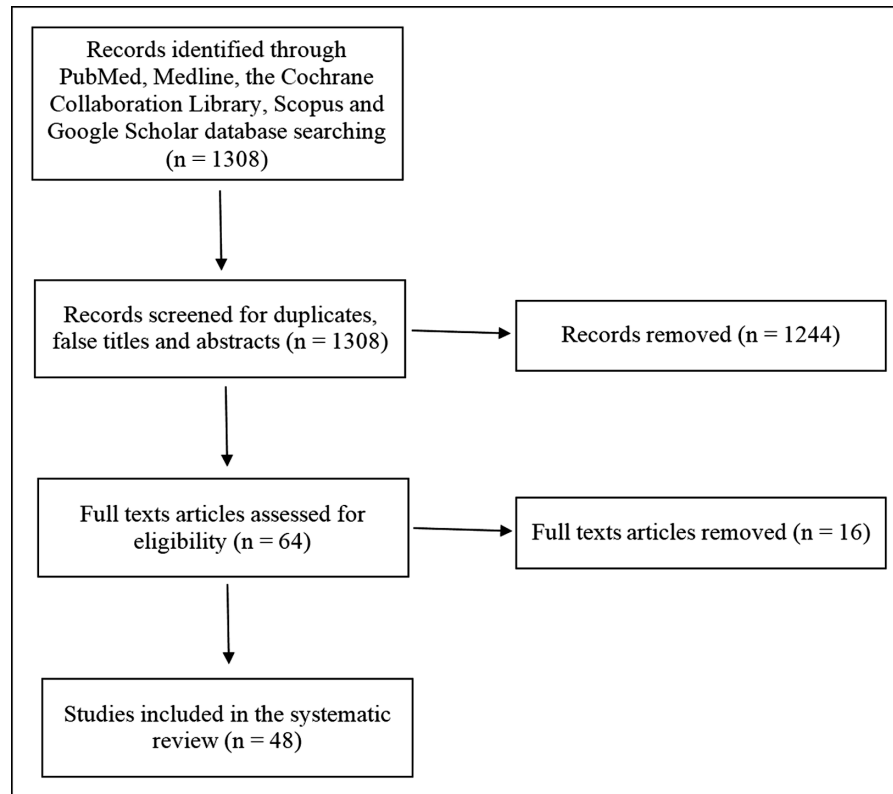 Records identified through
PubMed, Medline, the Cochrane
Collaboration Library, Scopus and
Google Scholar database searching
(n = 1308)
Records screened for duplicates,
false titles and abstracts (n = 1308)
Records removed (n = 1244)
Full texts articles assessed for
eligibility (n = 64)
Full texts articles removed (n = 16)
Studies included in the systematic
review (n = 48)